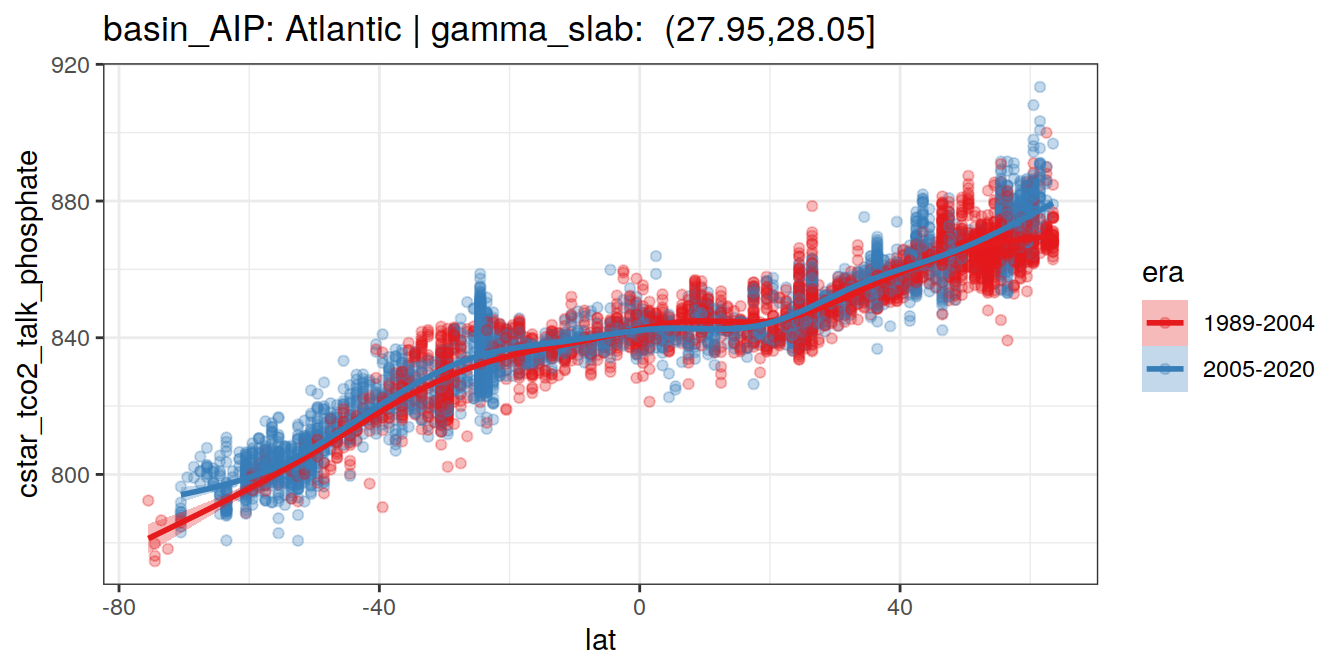 basin_AIP: Atlantic | gamma_slab:  (27.95,28.05]
920
880
840
800
cstar_tco2_talk_phosphate
-80
-40
0
40
lat
era
1989-2004
2005-2020